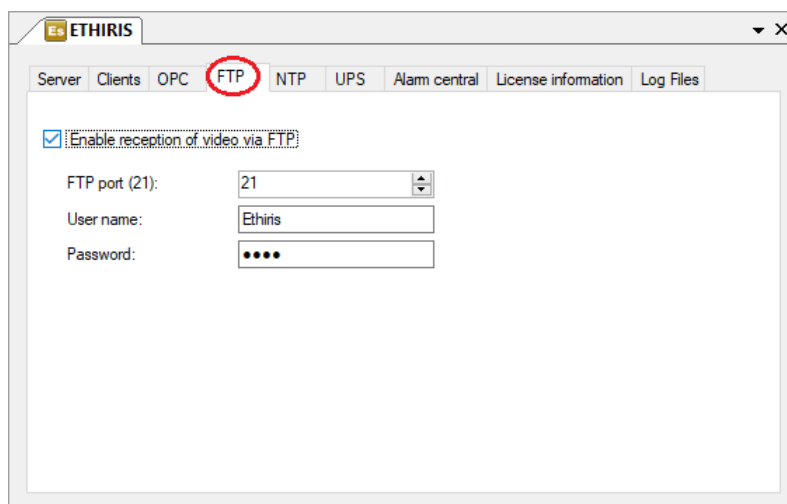 Es ETHIRIS
Server Clients OPC FTP NTP UPS Alarm central License information Log Files
Enable reception of video via FTP
FTP port (21): 21
User name: Ethiris
Password: ●●●●